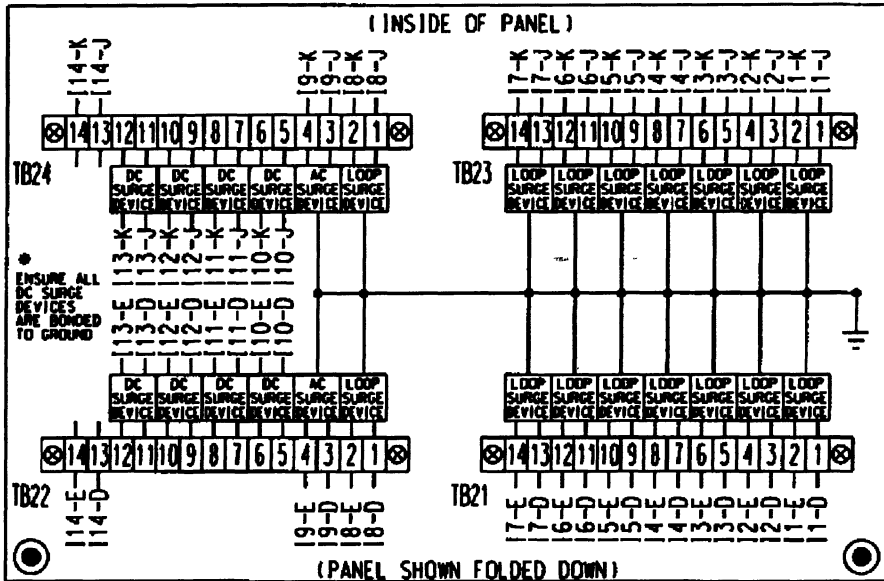 (INSIDE OF PANEL)
I14-K I14-J I9-K I9-J I8-K I8-J
I7-K I7-J I6-K I6-J I5-K I5-J I4-K I4-J I3-K I3-J I2-K I2-J I1-K I1-J
14 13 12 11 10 9 8 7 6 5 4 3 2 1
14 13 12 11 10 9 8 7 6 5 4 3 2 1
TB24
DC SURGE DEVICE DC SURGE DEVICE DC SURGE DEVICE DC SURGE DEVICE AC SURGE DEVICE LOOP SURGE DEVICE
TB23
LOOP SURGE DEVICE LOOP SURGE DEVICE LOOP SURGE DEVICE LOOP SURGE DEVICE LOOP SURGE DEVICE LOOP SURGE DEVICE LOOP SURGE DEVICE
I13-K I13-J I12-K I12-J I11-K I11-J I10-K I10-J
*
ENSURE ALL
DC SURGE
DEVICES
ARE BONDED
TO GROUND
I13-E I13-D I12-E I12-D I11-E I11-D I10-E I10-D
DC SURGE DEVICE DC SURGE DEVICE DC SURGE DEVICE DC SURGE DEVICE AC SURGE DEVICE LOOP SURGE DEVICE
LOOP SURGE DEVICE LOOP SURGE DEVICE LOOP SURGE DEVICE LOOP SURGE DEVICE LOOP SURGE DEVICE LOOP SURGE DEVICE LOOP SURGE DEVICE
14 13 12 11 10 9 8 7 6 5 4 3 2 1
14 13 12 11 10 9 8 7 6 5 4 3 2 1
TB22
TB21
I14-E I14-D I9-E I9-D I8-E I8-D
I7-E I7-D I6-E I6-D I5-E I5-D I4-E I4-D I3-E I3-D I2-E I2-D I1-E I1-D
(PANEL SHOWN FOLDED DOWN)